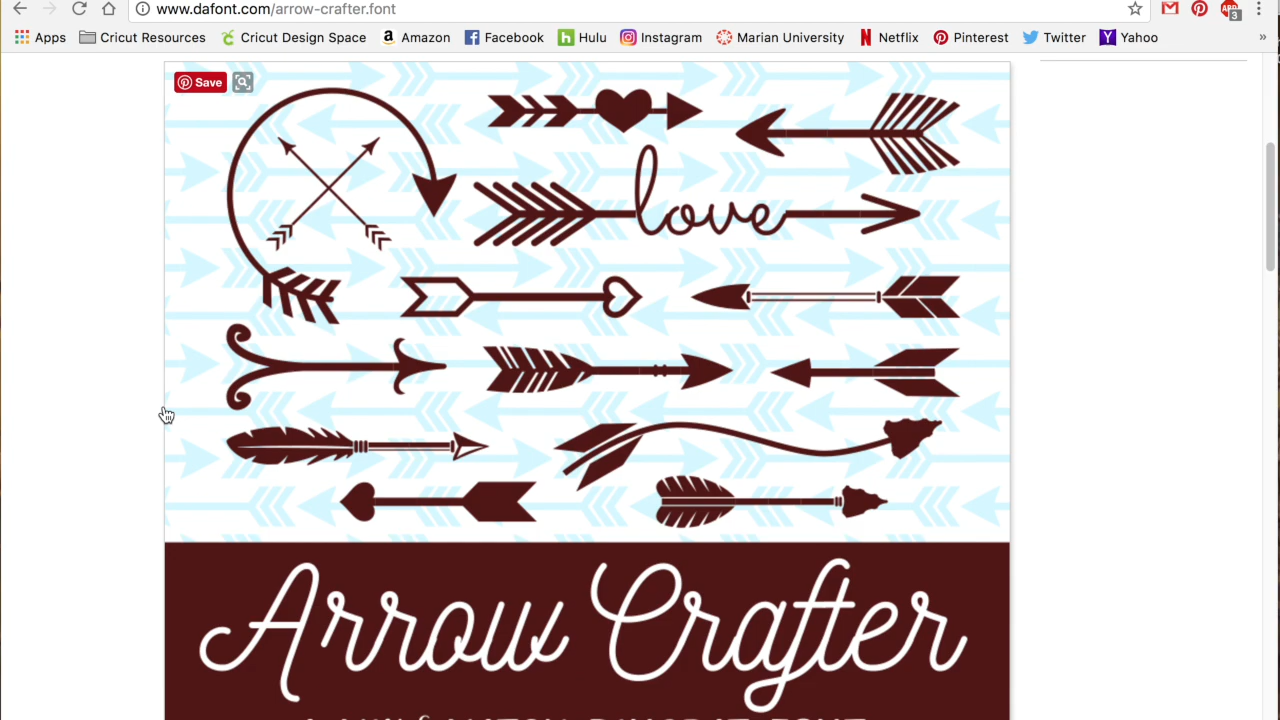 www.dafont.com/arrow-crafter.font
Apps Cricut Resources Cricut Design Space Amazon Facebook Hulu Instagram Marian University Netflix Pinterest Twitter Yahoo »
Save
love
Arrow Crafter